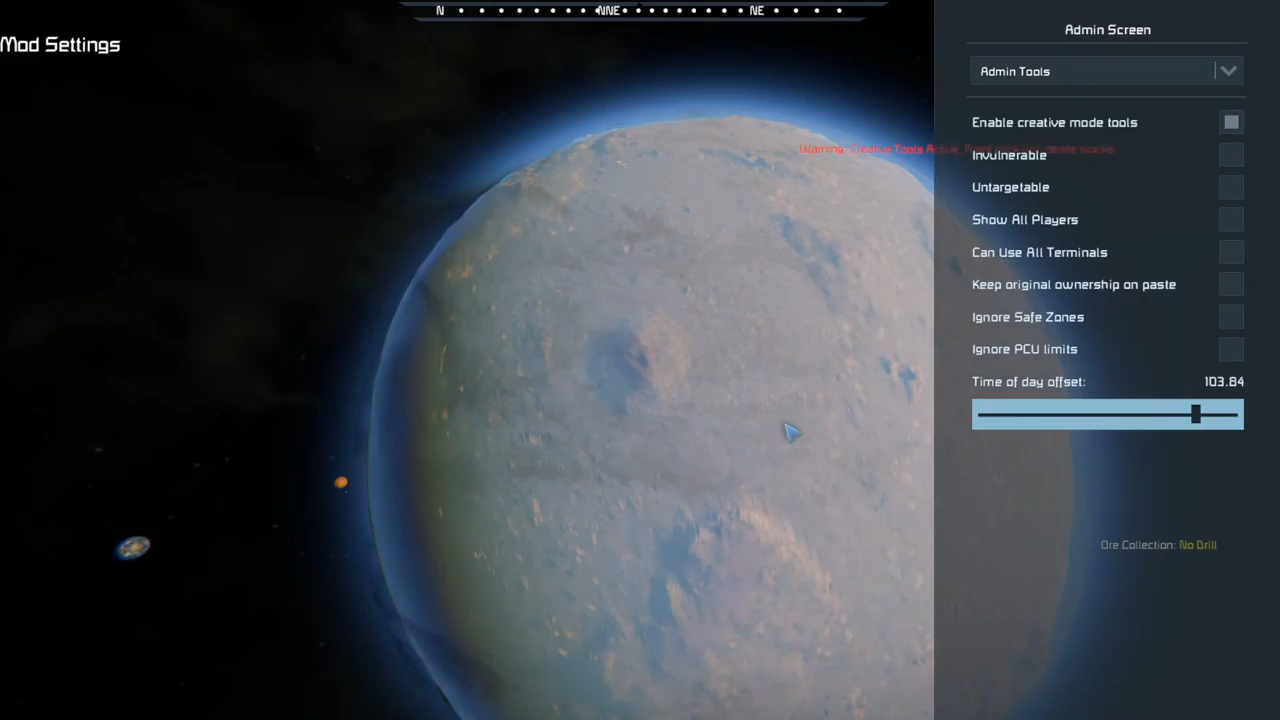 N NNE NE
Mod Settings
Admin Screen
Admin Tools
Enable creative mode tools
Warning: Creative Tools Active,
Invulnerable
Untargetable
Show All Players
Can Use All Terminals
Keep original ownership on paste
Ignore Safe Zones
Ignore PCU limits
Time of day offset: 103.84
Ore Collection: No Drill